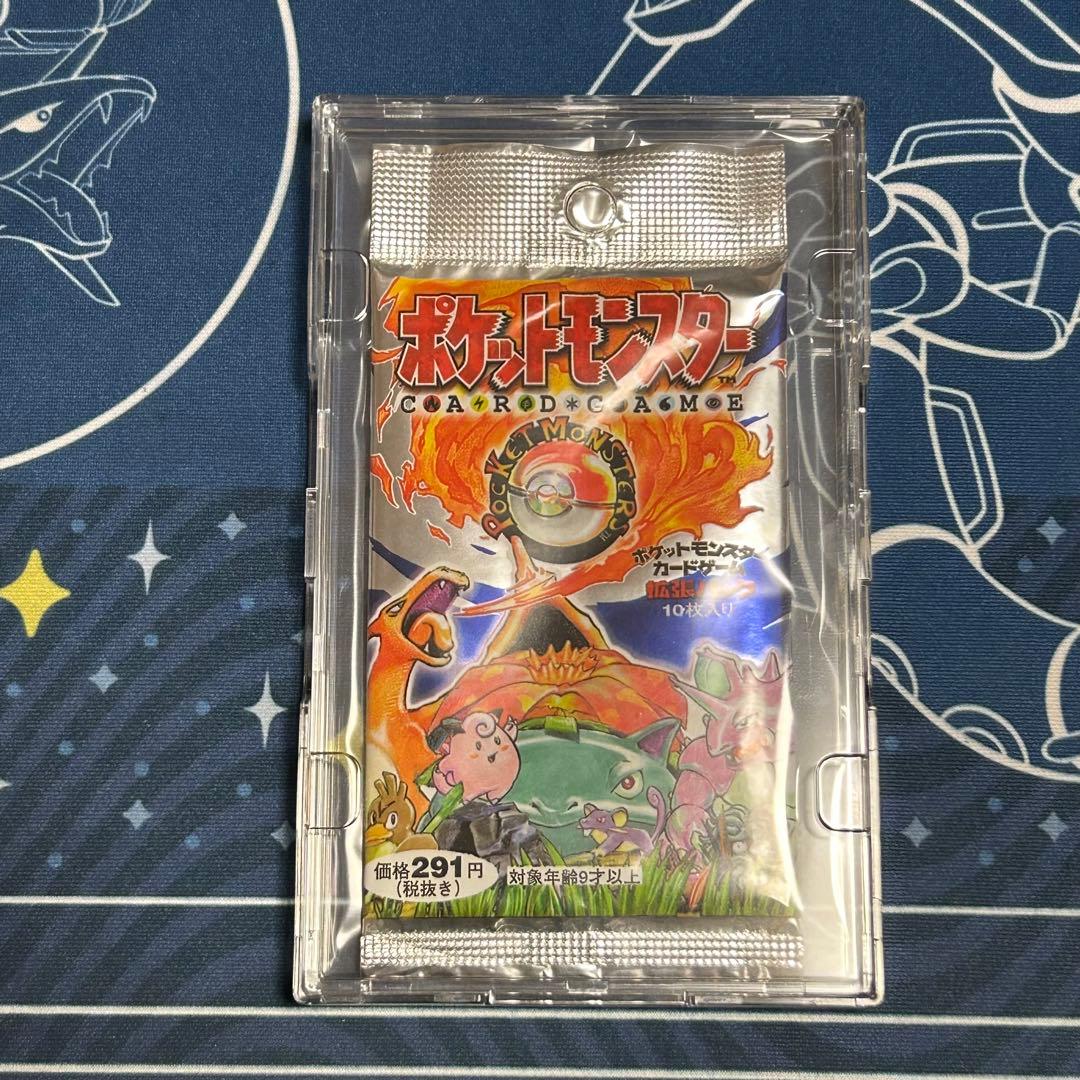 ポケットモンスター
TM
CARD GAME
POCKET MONSTERS
ポケットモンスター
カードゲーム
拡張パック
10枚入り
価格291円
(税抜き)
対象年齢9才以上